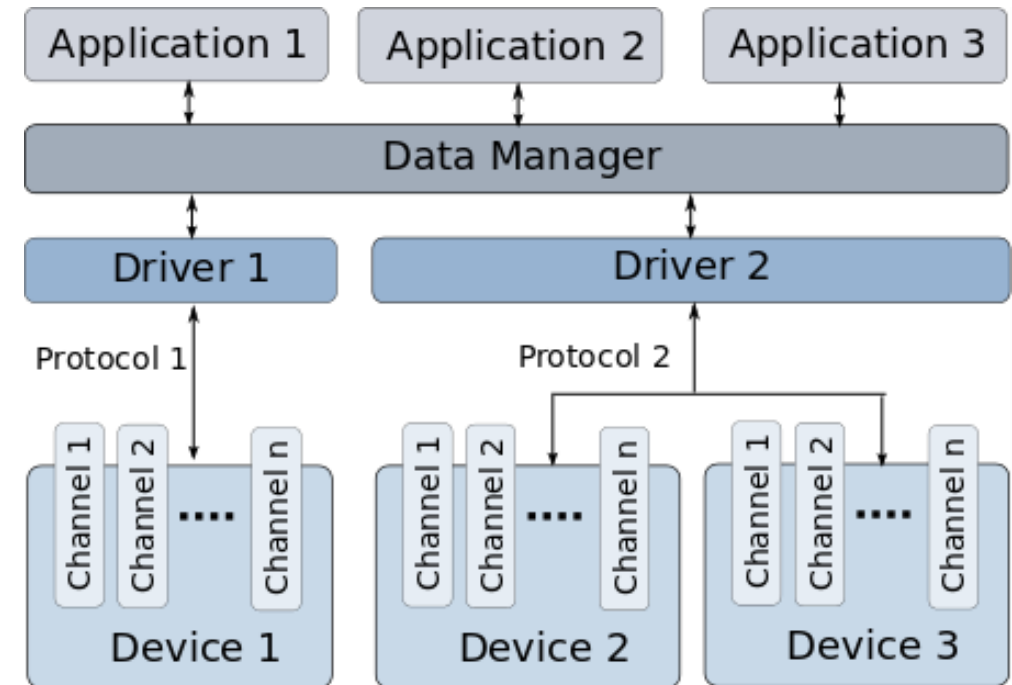 Application 1
Application 2
Application 3
Data Manager
Driver 1
Driver 2
Protocol 1
Protocol 2
Channel 1
Channel 2
....
Channel n
Device 1
Channel 1
Channel 2
....
Channel n
Device 2
Channel 1
Channel 2
....
Channel n
Device 3